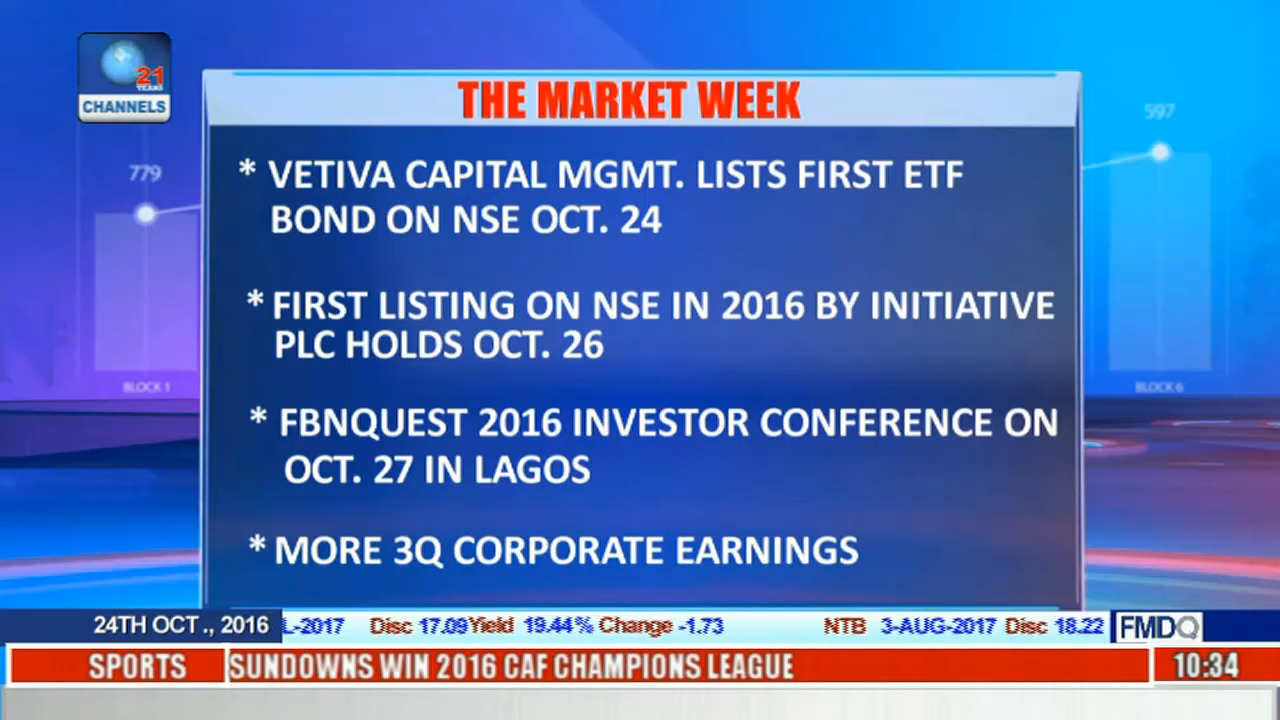 21
YEARS
CHANNELS
THE MARKET WEEK
779
597
* VETIVA CAPITAL MGMT. LISTS FIRST ETF
BOND ON NSE OCT. 24
* FIRST LISTING ON NSE IN 2016 BY INITIATIVE
PLC HOLDS OCT. 26
* FBNQUEST 2016 INVESTOR CONFERENCE ON
OCT. 27 IN LAGOS
* MORE 3Q CORPORATE EARNINGS
BLOCK 1
BLOCK 6
24TH OCT., 2016 L-2017 Disc 17.09 Yield 19.44% Change -1.73 NTB 3-AUG-2017 Disc 18.22 FMDQ
SPORTS SUNDOWNS WIN 2016 CAF CHAMPIONS LEAGUE 10:34